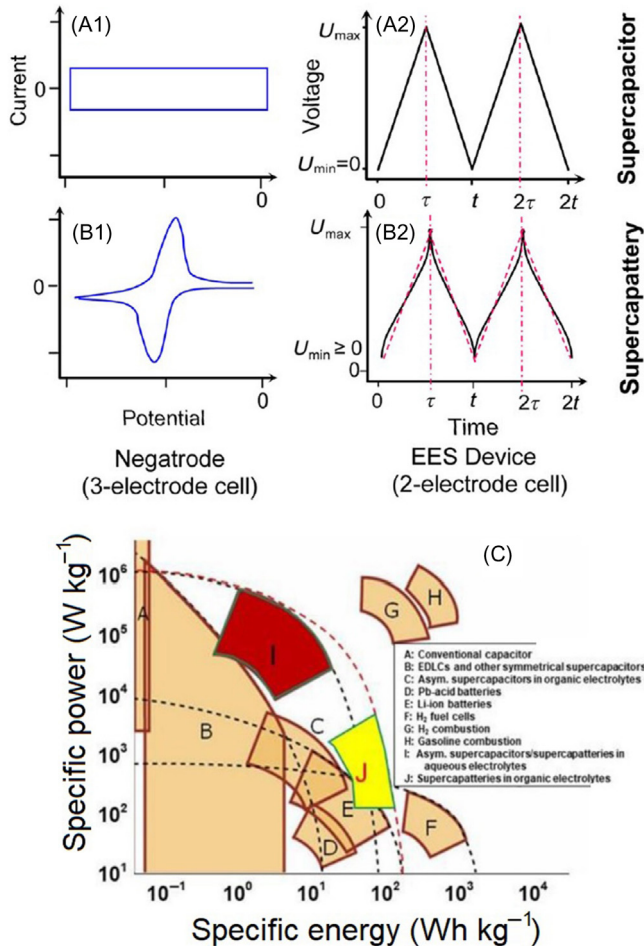 (A1)
Current
0
0
(A2)
Voltage
Umax
Umin=0
0 τ t 2τ 2t
Supercapacitor
(B1)
0
0
Potential
Negatrode
(3-electrode cell)
(B2)
Umax
Umin ≥ 0
0
0 τ t 2τ 2t
Time
EES Device
(2-electrode cell)
Supercapattery
(C)
Specific power (W kg⁻¹)
10⁶
10⁵
10⁴
10³
10²
10¹
A
B
C
D
E
F
G
H
I
J
A: Conventional capacitor
B: EDLCs and other symmetrical supercapacitors
C: Asym. supercapacitors in organic electrolytes
D: Pb-acid batteries
E: Li-ion batteries
F: H₂ fuel cells
G: H₂ combustion
H: Gasoline combustion
I: Asym. supercapacitors/supercapatteries in
aqueous electrolytes
J: Supercapatteries in organic electrolytes
10⁻¹ 10⁰ 10¹ 10² 10³ 10⁴
Specific energy (Wh kg⁻¹)